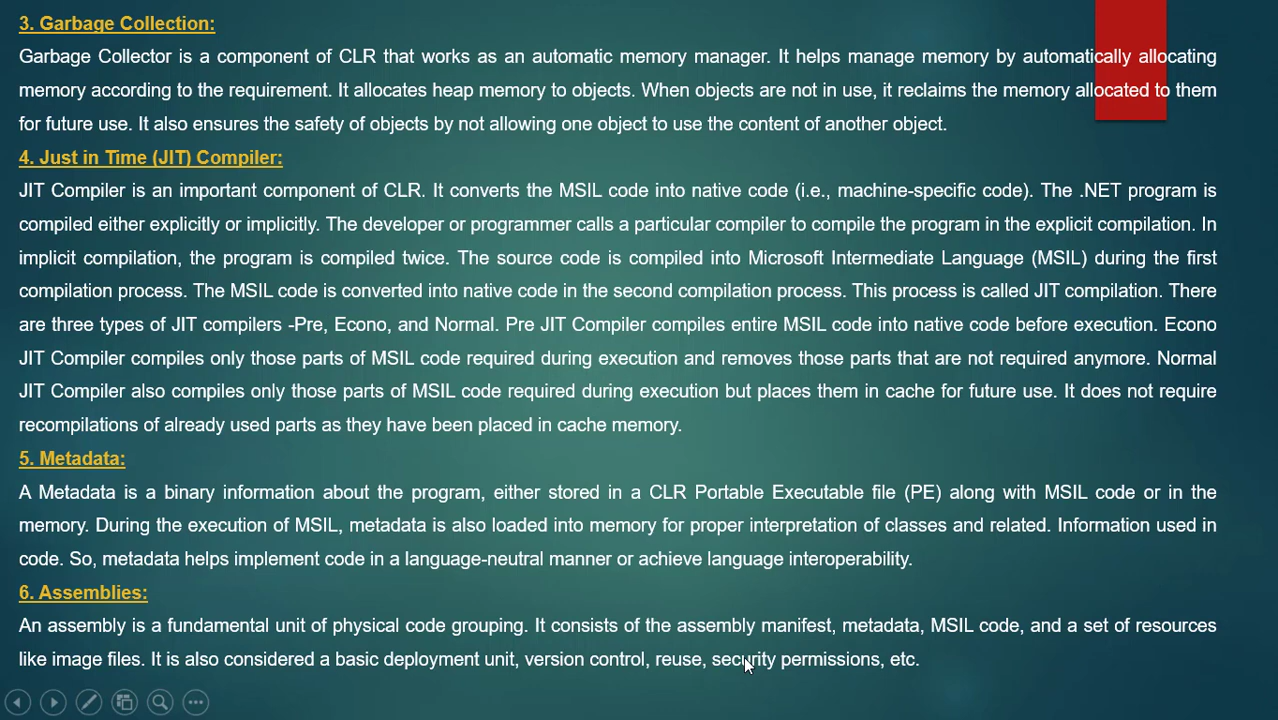 3. Garbage Collection:
Garbage Collector is a component of CLR that works as an automatic memory manager. It helps manage memory by automatically allocating
memory according to the requirement. It allocates heap memory to objects. When objects are not in use, it reclaims the memory allocated to them
for future use. It also ensures the safety of objects by not allowing one object to use the content of another object.
4. Just in Time (JIT) Compiler:
JIT Compiler is an important component of CLR. It converts the MSIL code into native code (i.e., machine-specific code). The .NET program is
compiled either explicitly or implicitly. The developer or programmer calls a particular compiler to compile the program in the explicit compilation. In
implicit compilation, the program is compiled twice. The source code is compiled into Microsoft Intermediate Language (MSIL) during the first
compilation process. The MSIL code is converted into native code in the second compilation process. This process is called JIT compilation. There
are three types of JIT compilers -Pre, Econo, and Normal. Pre JIT Compiler compiles entire MSIL code into native code before execution. Econo
JIT Compiler compiles only those parts of MSIL code required during execution and removes those parts that are not required anymore. Normal
JIT Compiler also compiles only those parts of MSIL code required during execution but places them in cache for future use. It does not require
recompilations of already used parts as they have been placed in cache memory.
5. Metadata:
A Metadata is a binary information about the program, either stored in a CLR Portable Executable file (PE) along with MSIL code or in the
memory. During the execution of MSIL, metadata is also loaded into memory for proper interpretation of classes and related. Information used in
code. So, metadata helps implement code in a language-neutral manner or achieve language interoperability.
6. Assemblies:
An assembly is a fundamental unit of physical code grouping. It consists of the assembly manifest, metadata, MSIL code, and a set of resources
like image files. It is also considered a basic deployment unit, version control, reuse, security permissions, etc.